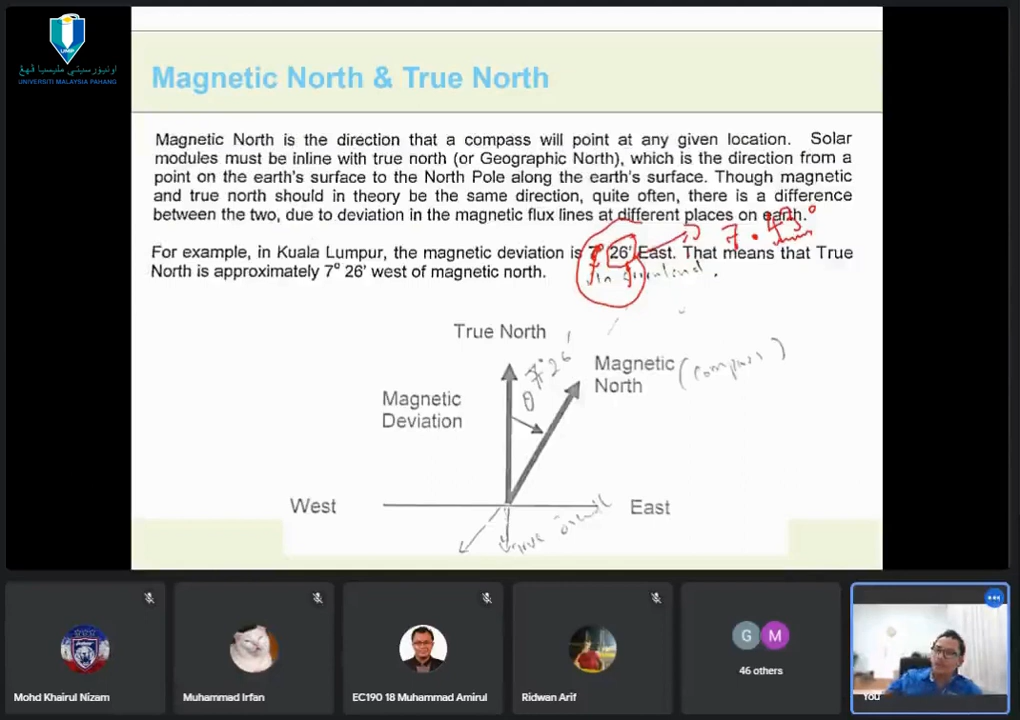 UMP
اونيۏرسيتي مليسيا ڤهڠ
UNIVERSITI MALAYSIA PAHANG
Magnetic North & True North
Magnetic North is the direction that a compass will point at any given location. Solar
modules must be inline with true north (or Geographic North), which is the direction from a
point on the earth's surface to the North Pole along the earth's surface. Though magnetic
and true north should in theory be the same direction, quite often, there is a difference
between the two, due to deviation in the magnetic flux lines at different places on earth.
7.43°
For example, in Kuala Lumpur, the magnetic deviation is 7° 26' East. That means that True
North is approximately 7° 26' west of magnetic north.
in
True North
7° 26'
Magnetic
North
(compass)
θ
Magnetic
Deviation
West
East
True
Mohd Khairul Nizam
Muhammad Irfan
EC190 18 Muhammad Amirul
Ridwan Arif
G M
46 others
You